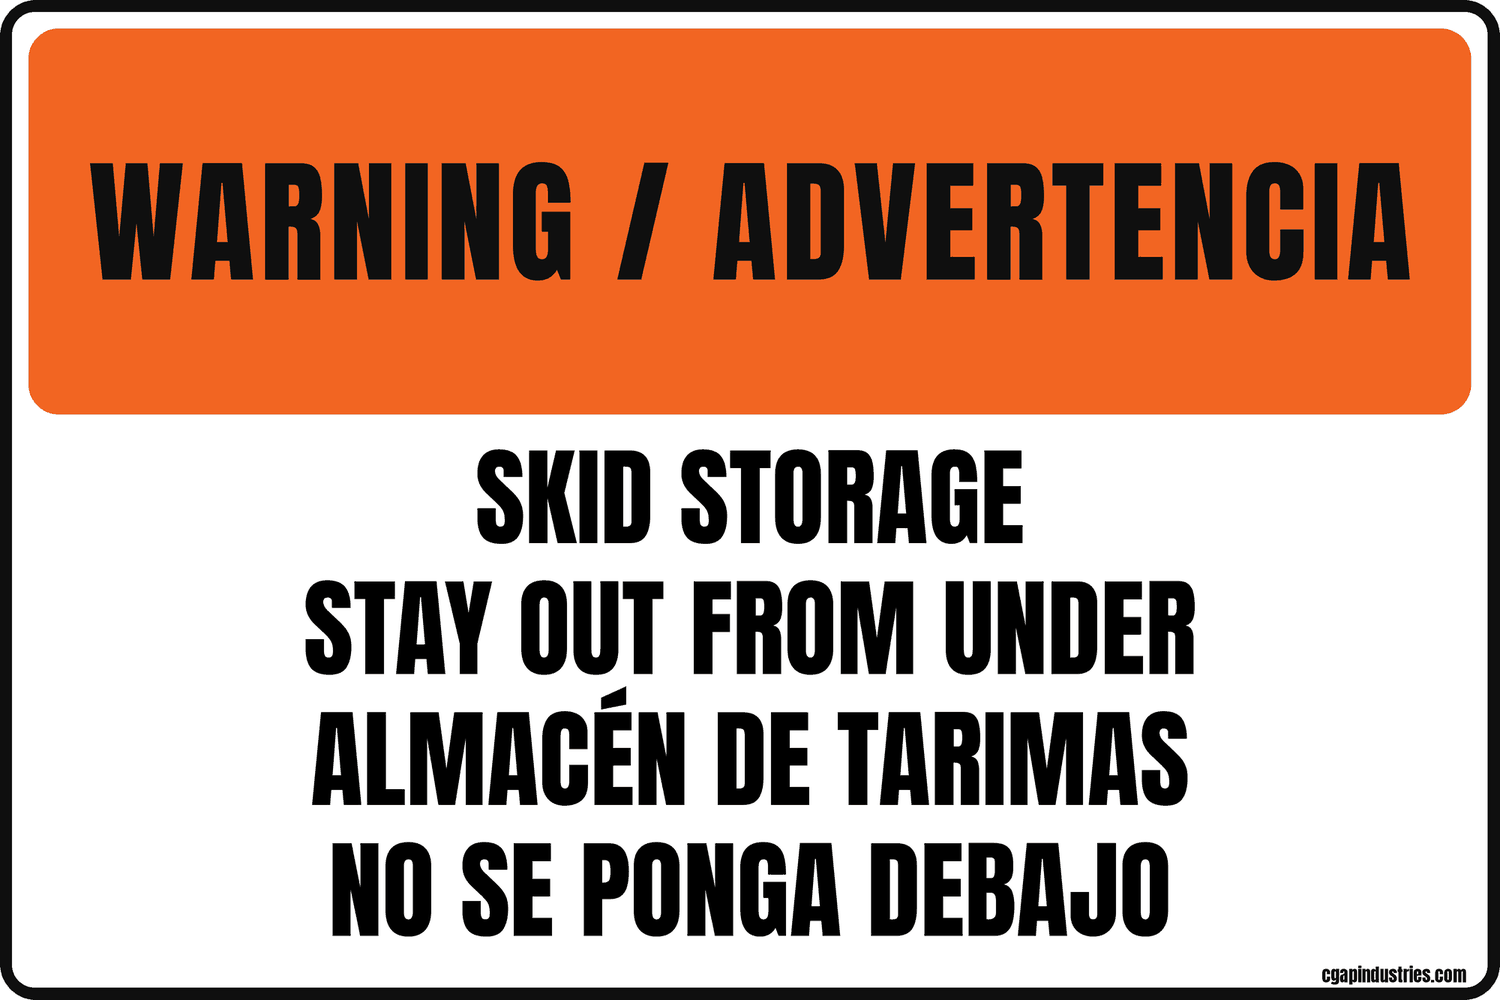 WARNING / ADVERTENCIA
SKID STORAGE
STAY OUT FROM UNDER
ALMACÉN DE TARIMAS
NO SE PONGA DEBAJO
cgapindustries.com